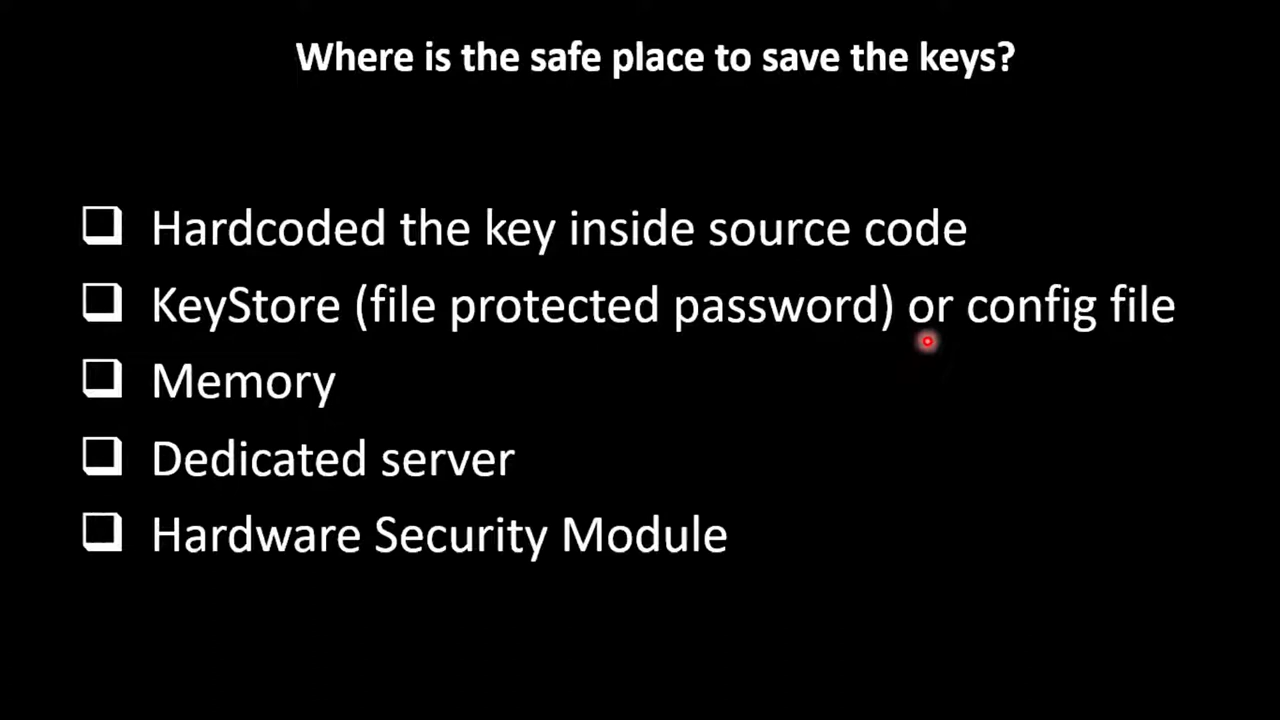 Where is the safe place to save the keys?
Hardcoded the key inside source code
KeyStore (file protected password) or config file
Memory
Dedicated server
Hardware Security Module